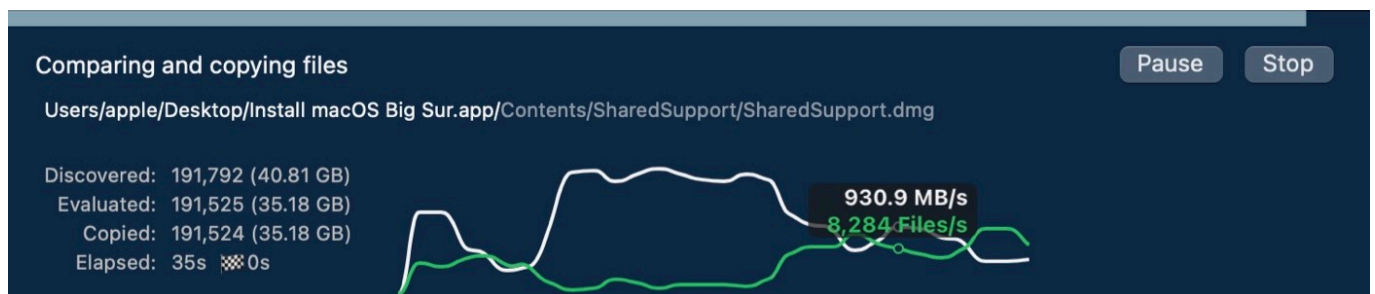 Comparing and copying files
Pause
Stop
Users/apple/Desktop/Install macOS Big Sur.app/Contents/SharedSupport/SharedSupport.dmg
Discovered: 191,792 (40.81 GB)
Evaluated: 191,525 (35.18 GB)
Copied: 191,524 (35.18 GB)
Elapsed: 35s 🏁0s
930.9 MB/s
8,284 Files/s